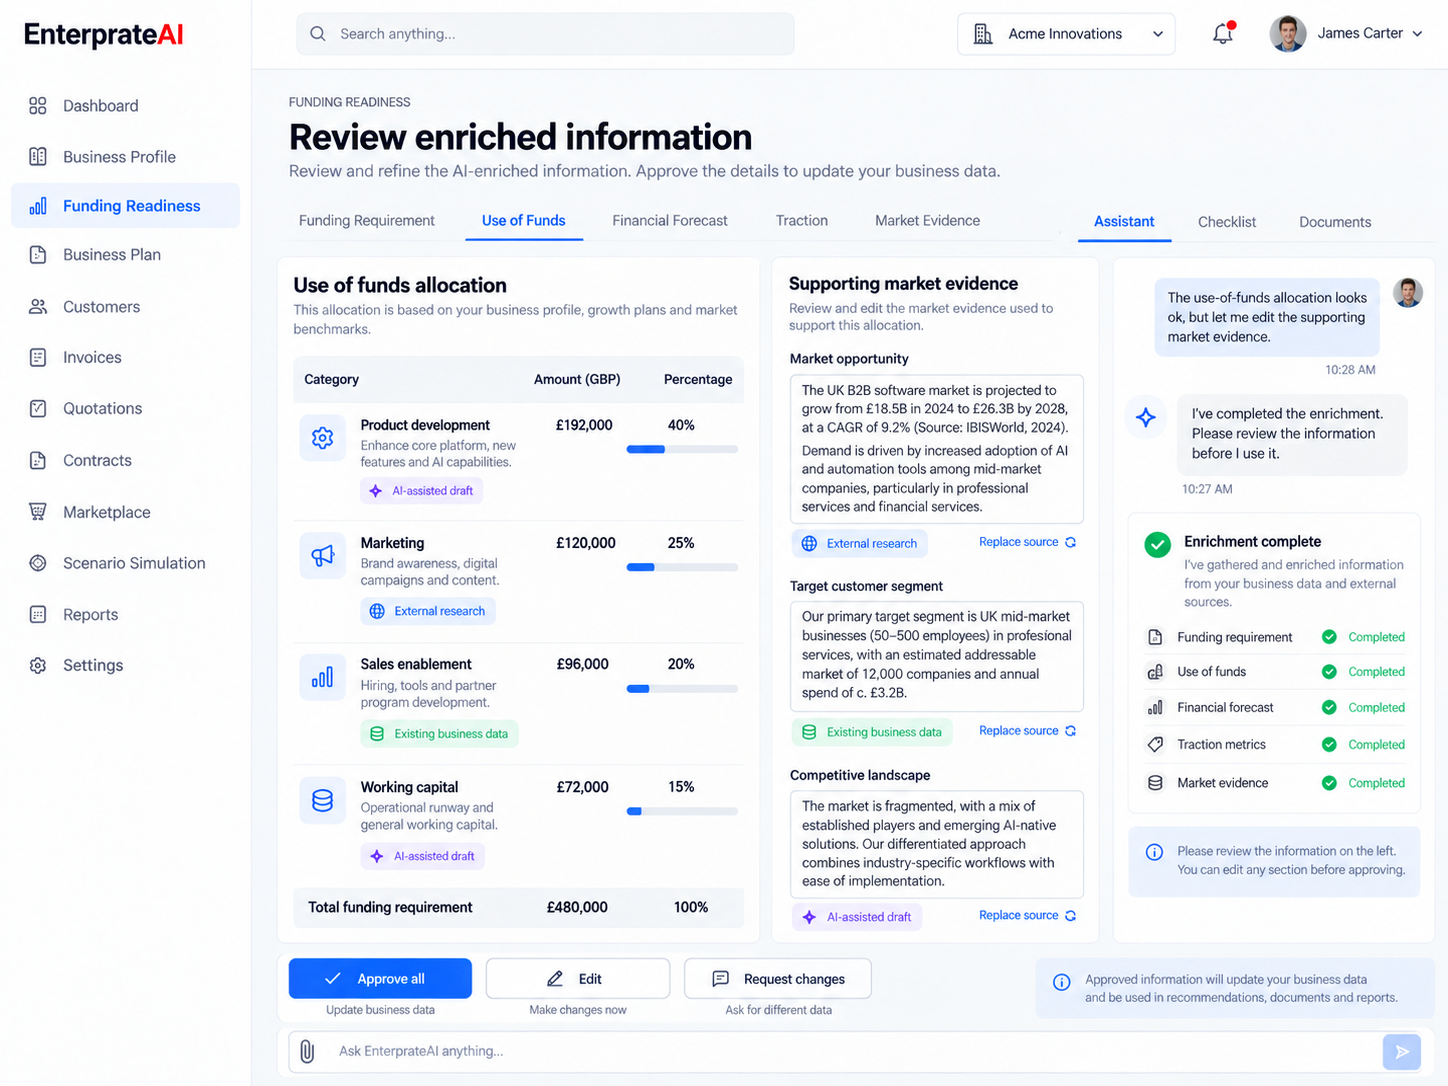 EnterprateAI
Search anything...
Acme Innovations
James Carter
Dashboard
Business Profile
Funding Readiness
Business Plan
Customers
Invoices
Quotations
Contracts
Marketplace
Scenario Simulation
Reports
Settings
FUNDING READINESS
Review enriched information
Review and refine the AI-enriched information. Approve the details to update your business data.
Funding Requirement
Use of Funds
Financial Forecast
Traction
Market Evidence
Assistant
Checklist
Documents
Use of funds allocation
This allocation is based on your business profile, growth plans and market
benchmarks.
Category Amount (GBP) Percentage
Product development £192,000 40%
Enhance core platform, new
features and AI capabilities.
AI-assisted draft
Marketing £120,000 25%
Brand awareness, digital
campaigns and content.
External research
Sales enablement £96,000 20%
Hiring, tools and partner
program development.
Existing business data
Working capital £72,000 15%
Operational runway and
general working capital.
AI-assisted draft
Total funding requirement £480,000 100%
Supporting market evidence
Review and edit the market evidence used to
support this allocation.
Market opportunity
The UK B2B software market is projected to
grow from £18.5B in 2024 to £26.3B by 2028,
at a CAGR of 9.2% (Source: IBISWorld, 2024).
Demand is driven by increased adoption of AI
and automation tools among mid-market
companies, particularly in professional
services and financial services.
External research
Replace source
Target customer segment
Our primary target segment is UK mid-market
businesses (50–500 employees) in profesional
services, with an estimated addressable
market of 12,000 companies and annual
spend of c. £3.2B.
Existing business data
Replace source
Competitive landscape
The market is fragmented, with a mix of
established players and emerging AI-native
solutions. Our differentiated approach
combines industry-specific workflows with
ease of implementation.
AI-assisted draft
Replace source
The use-of-funds allocation looks
ok, but let me edit the supporting
market evidence.
10:28 AM
I've completed the enrichment.
Please review the information
before I use it.
10:27 AM
Enrichment complete
I've gathered and enriched information
from your business data and external
sources.
Funding requirement Completed
Use of funds Completed
Financial forecast Completed
Traction metrics Completed
Market evidence Completed
Please review the information on the left.
You can edit any section before approving.
Approve all
Update business data
Edit
Make changes now
Request changes
Ask for different data
Approved information will update your business data
and be used in recommendations, documents and reports.
Ask EnterprateAI anything...